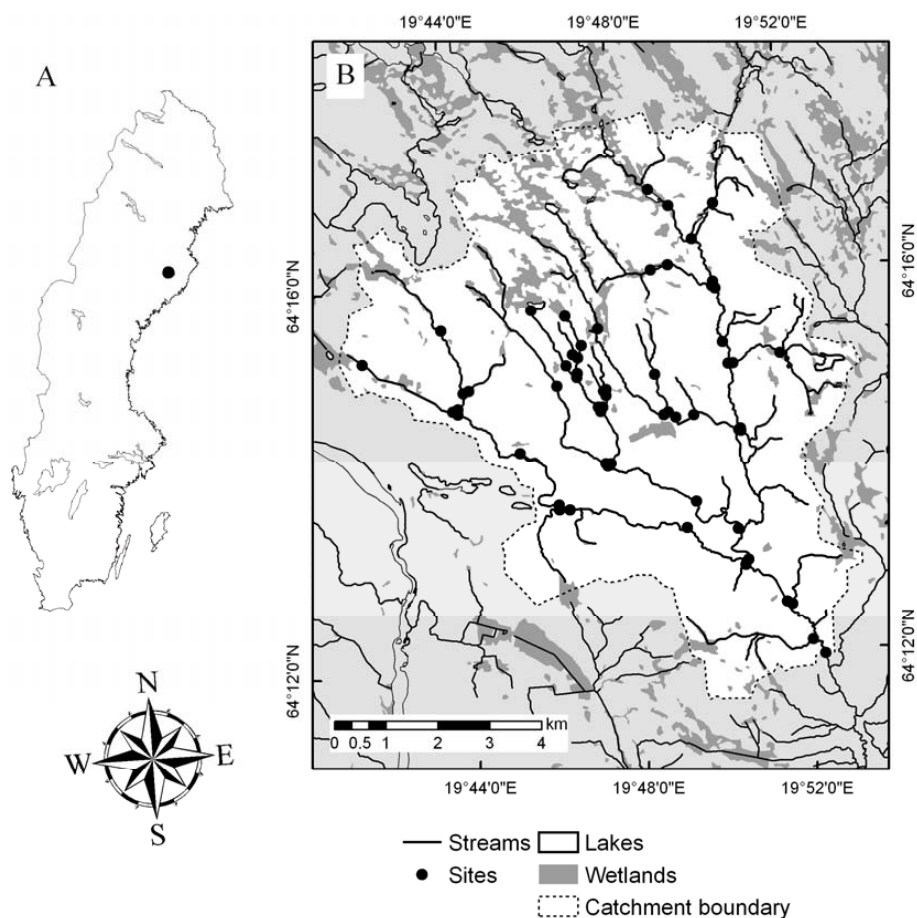 19°44'0"E 19°48'0"E 19°52'0"E
A
B
64°16'0"N
64°16'0"N
64°12'0"N
64°12'0"N
km
0 0.5 1 2 3 4
N
W E
S
19°44'0"E 19°48'0"E 19°52'0"E
Streams Lakes
Sites Wetlands
Catchment boundary